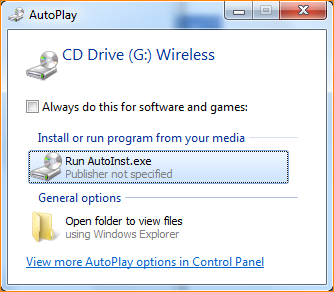 AutoPlay
CD Drive (G:) Wireless
Always do this for software and games:
Install or run program from your media
Run AutoInst.exe
Publisher not specified
General options
Open folder to view files
using Windows Explorer
View more AutoPlay options in Control Panel